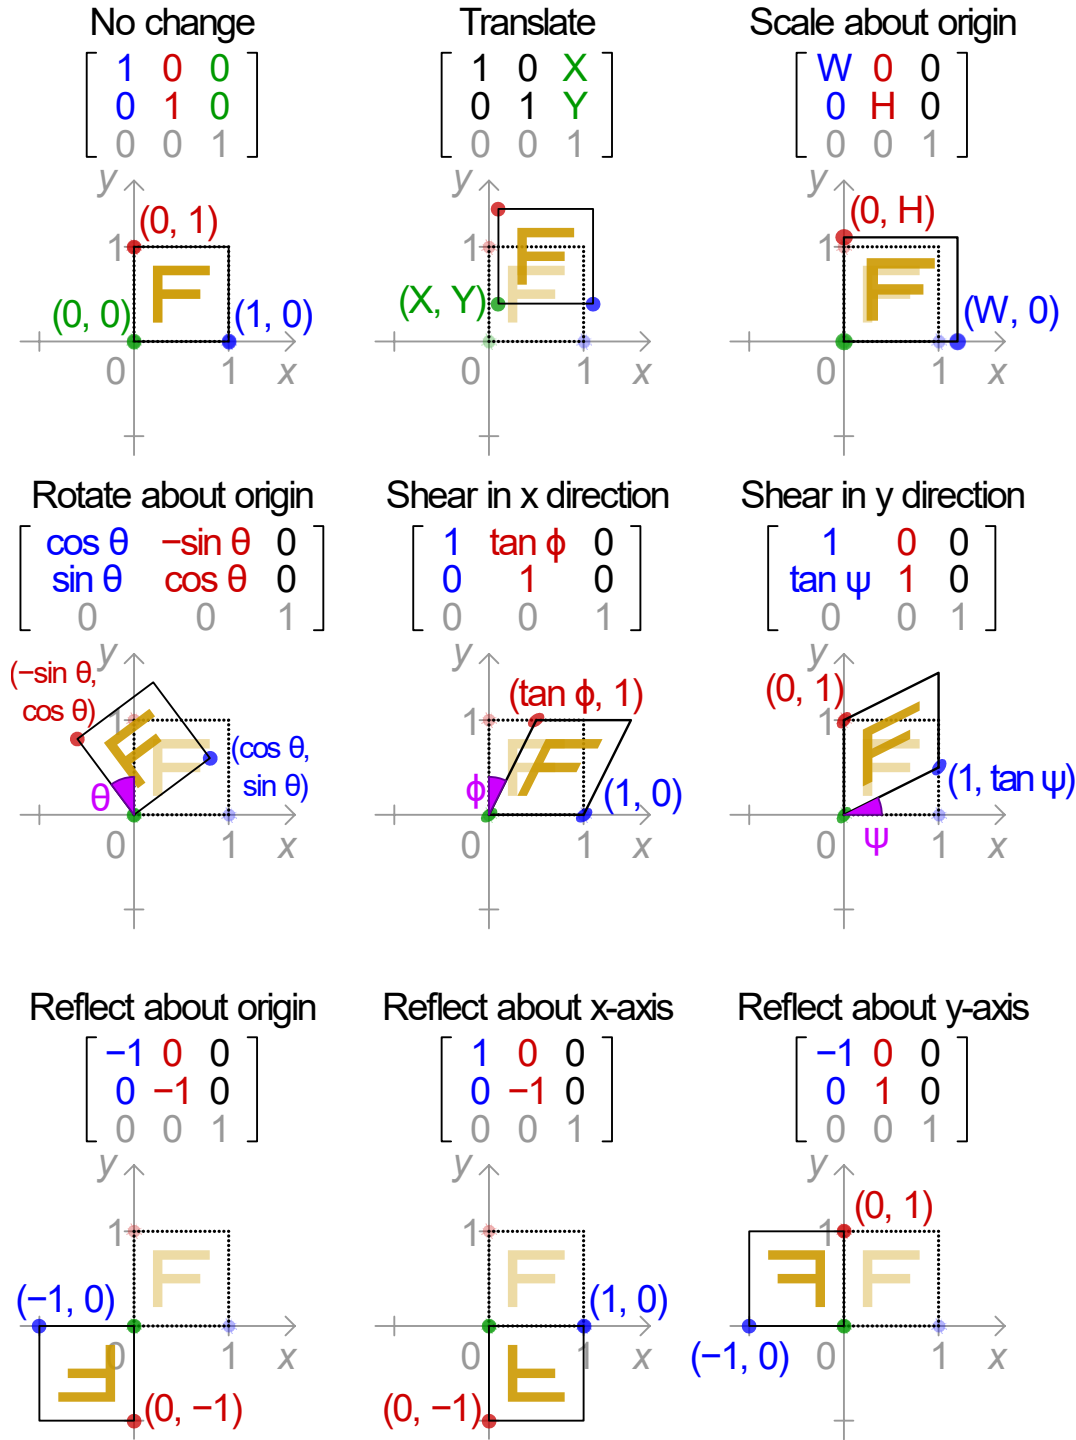 No change
1 0 0
0 1 0
0 0 1
y
(0, 1)
1
F
(0, 0)
(1, 0)
0
1
x
Translate
1 0 X
0 1 Y
0 0 1
y
1
F
F
(X, Y)
0
1
x
Scale about origin
W 0 0
0 H 0
0 0 1
y
(0, H)
1
F
F
(W, 0)
0
1
x
Rotate about origin
cos θ −sin θ 0
sin θ cos θ 0
0 0 1
y
(−sin θ,
cos θ)
1
F
F
(cos θ,
sin θ)
θ
0
1
x
Shear in x direction
1 tan ϕ 0
0 1 0
0 0 1
y
(tan ϕ, 1)
1
F
F
ϕ
(1, 0)
0
1
x
Shear in y direction
1 0 0
tan ψ 1 0
0 0 1
y
(0, 1)
1
F
F
(1, tan ψ)
ψ
0
1
x
Reflect about origin
−1 0 0
0 −1 0
0 0 1
y
1
F
(−1, 0)
0
1
x
F
(0, −1)
Reflect about x-axis
1 0 0
0 −1 0
0 0 1
y
1
F
(1, 0)
0
1
x
F
(0, −1)
Reflect about y-axis
−1 0 0
0 1 0
0 0 1
y
(0, 1)
1
F
F
(−1, 0)
0
1
x